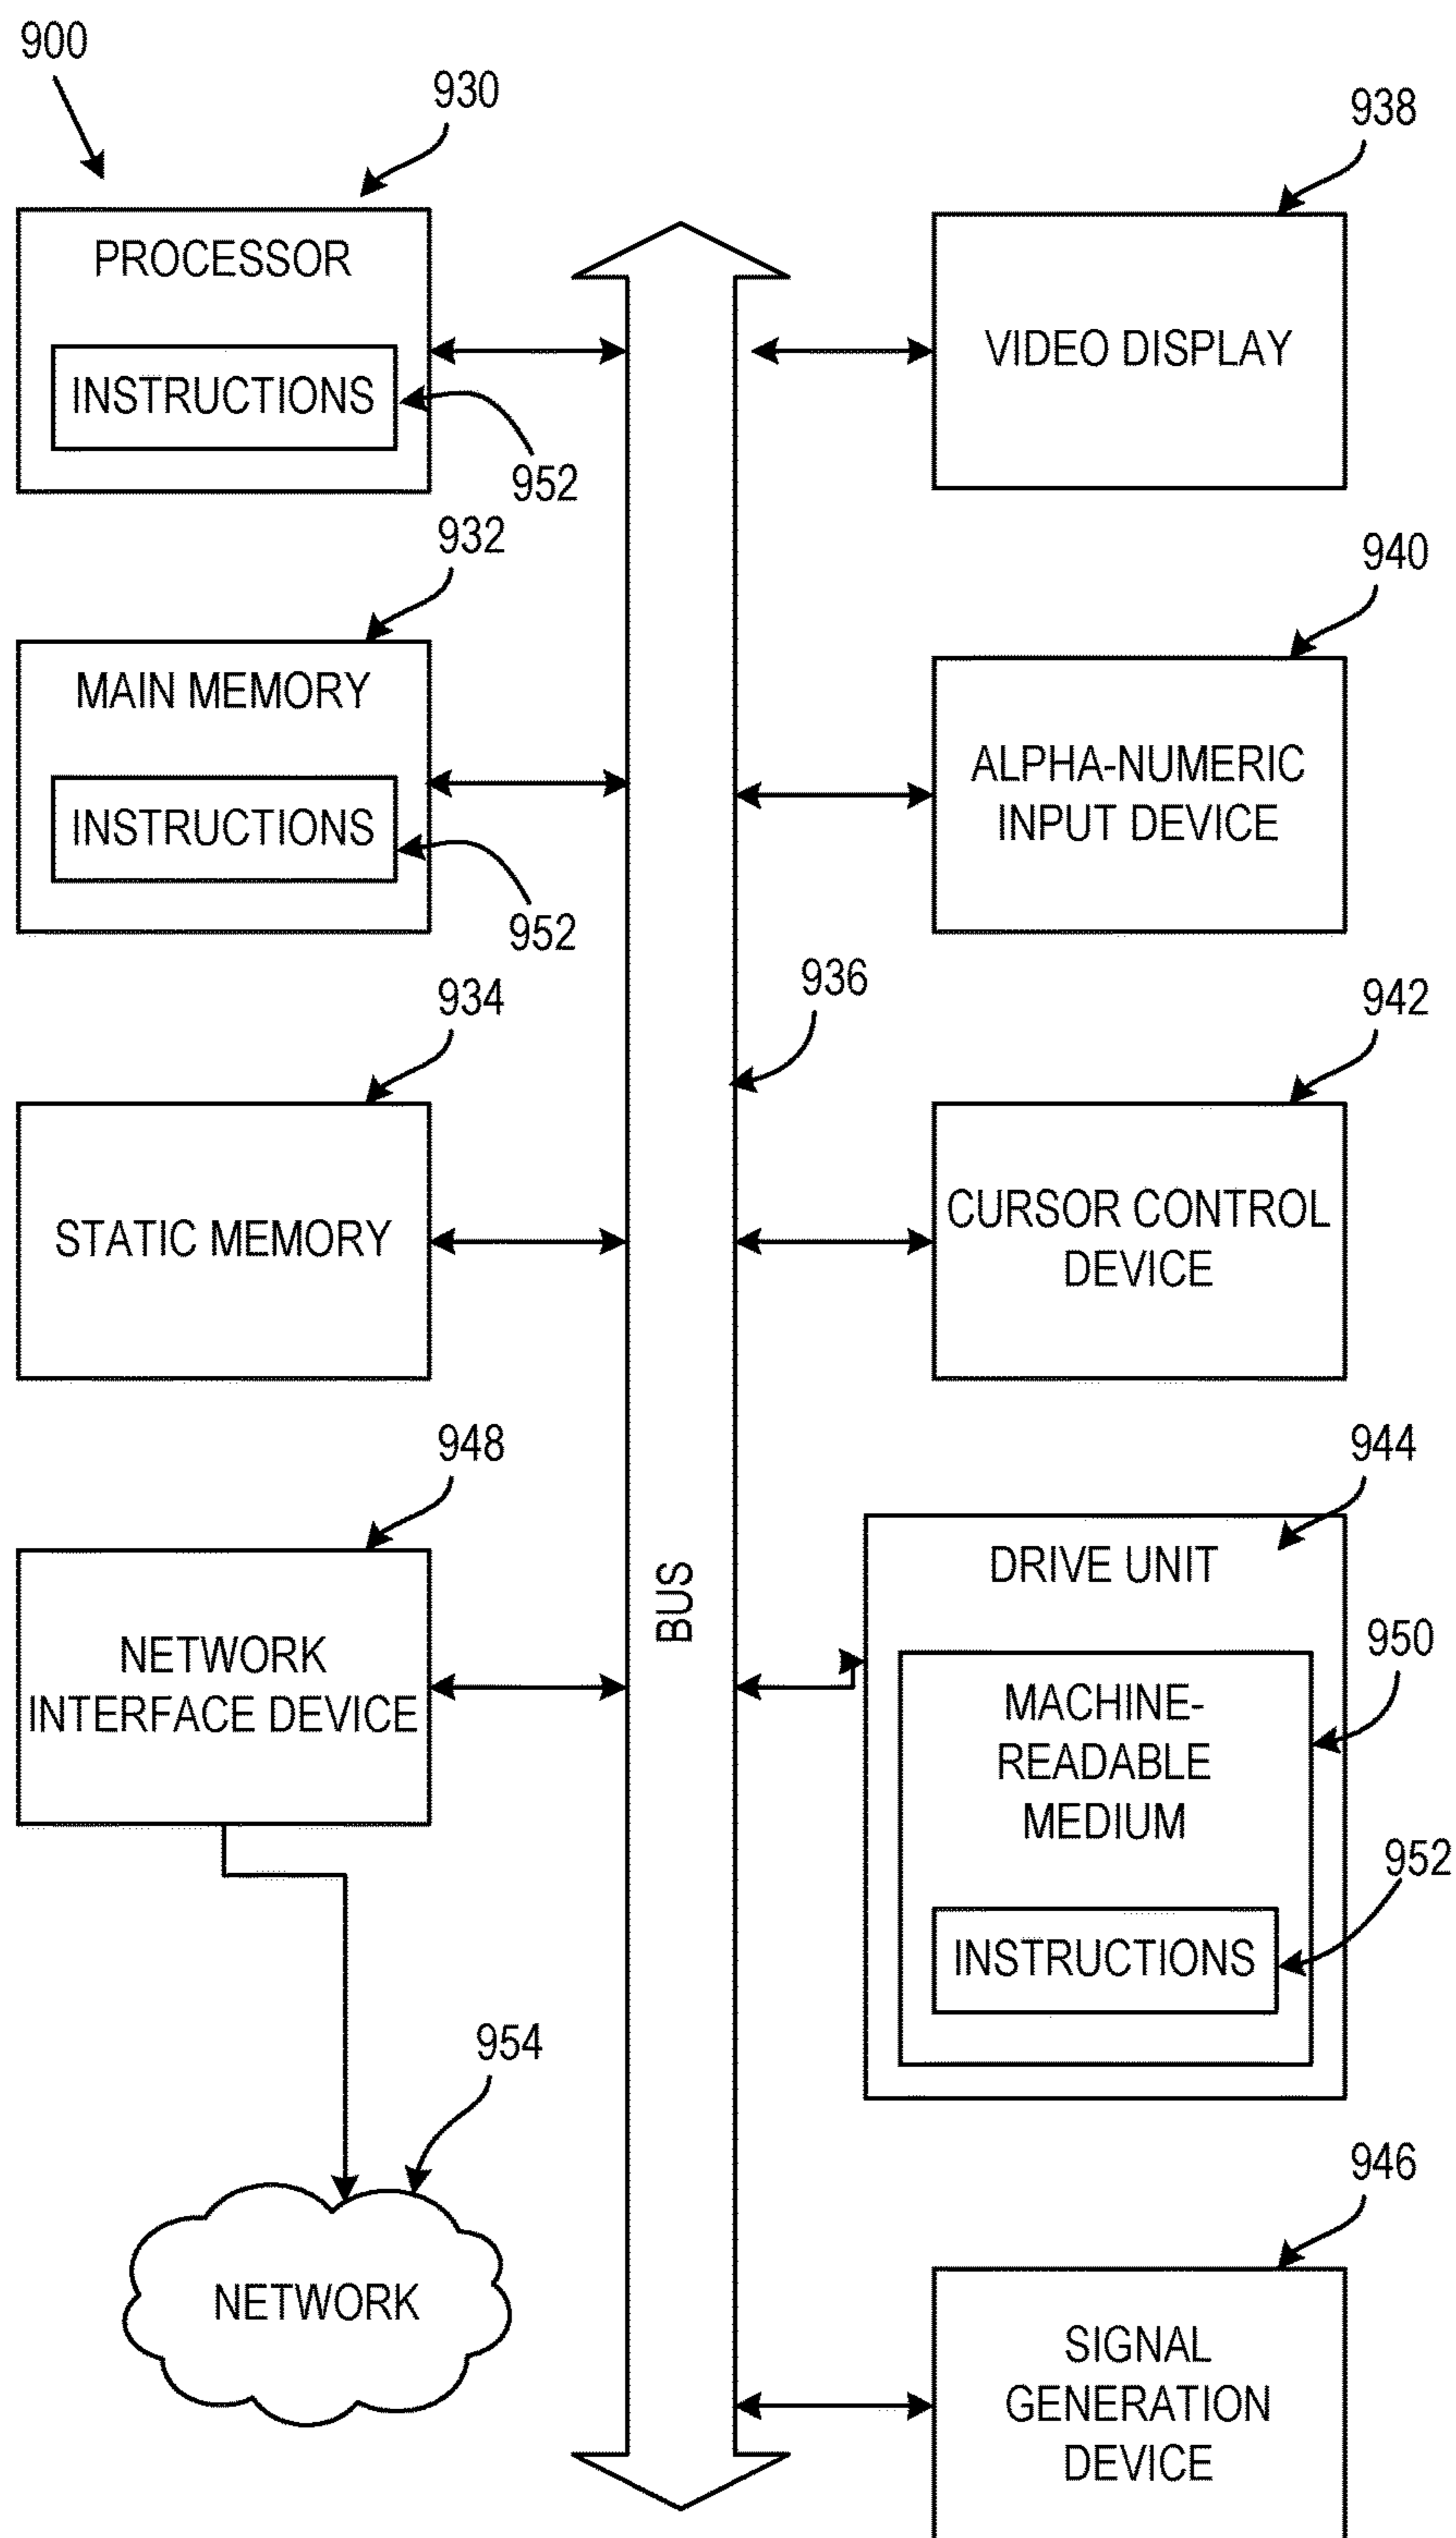 900
930
PROCESSOR
INSTRUCTIONS
952
932
MAIN MEMORY
INSTRUCTIONS
952
934
STATIC MEMORY
948
NETWORK
INTERFACE DEVICE
954
NETWORK
BUS
936
938
VIDEO DISPLAY
940
ALPHA-NUMERIC
INPUT DEVICE
942
CURSOR CONTROL
DEVICE
944
DRIVE UNIT
950
MACHINE-
READABLE
MEDIUM
952
INSTRUCTIONS
946
SIGNAL
GENERATION
DEVICE